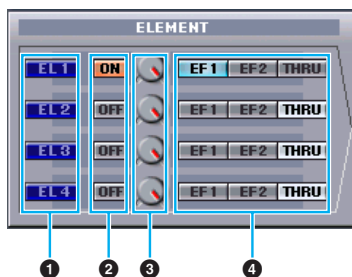 ELEMENT
EL 1 ON EF 1 EF 2 THRU
EL 2 OFF EF 1 EF 2 THRU
EL 3 OFF EF 1 EF 2 THRU
EL 4 OFF EF 1 EF 2 THRU
1 2 3 4